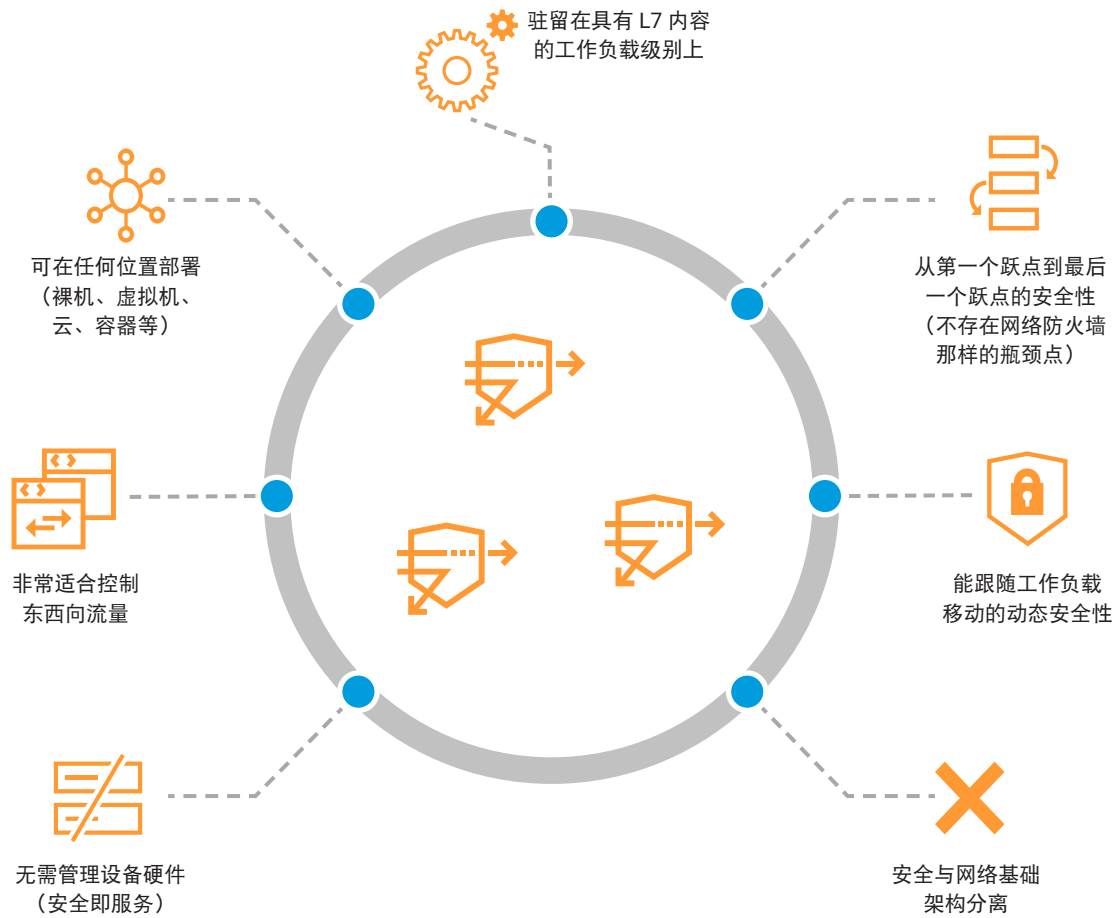 驻留在具有 L7 内容
的工作负载级别上
可在任何位置部署
（裸机、虚拟机、
云、容器等）
从第一个跃点到最后
一个跃点的安全性
（不存在网络防火墙
那样的瓶颈点）
非常适合控制
东西向流量
能跟随工作负载
移动的动态安全性
无需管理设备硬件
（安全即服务）
安全与网络基础
架构分离